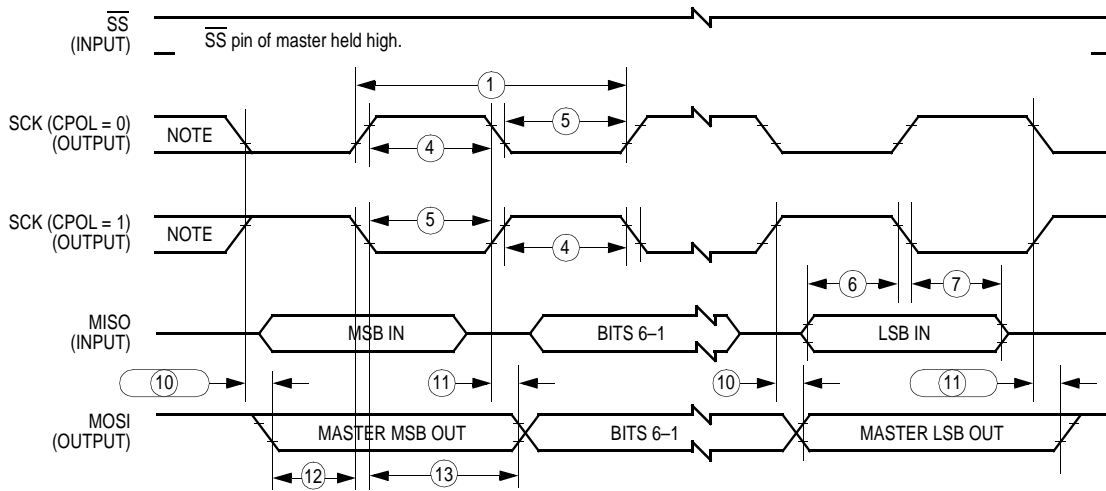 SS
(INPUT)
SS pin of master held high.
1
SCK (CPOL = 0)
(OUTPUT)
NOTE
5
4
SCK (CPOL = 1)
(OUTPUT)
NOTE
5
4
6
7
MISO
(INPUT)
MSB IN
BITS 6–1
LSB IN
10
11
10
11
MOSI
(OUTPUT)
MASTER MSB OUT
BITS 6–1
MASTER LSB OUT
12
13